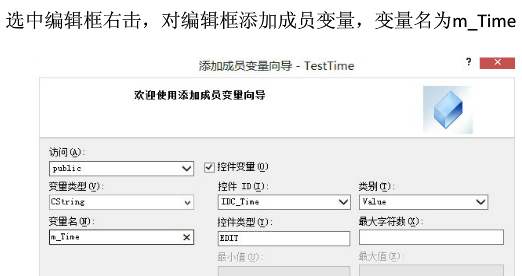 选中编辑框右击，对编辑框添加成员变量，变量名为m_Time
添加成员变量向导 - TestTime
? ×
欢迎使用添加成员变量向导
访问(A):
public
控件变量(O)
变量类型(V):
CString
控件 ID(I):
IDC_Time
类别(T):
Value
变量名(N):
m_Time
控件类型(Y):
EDIT
最大字符数(X):
最小值(U):
最大值(E):